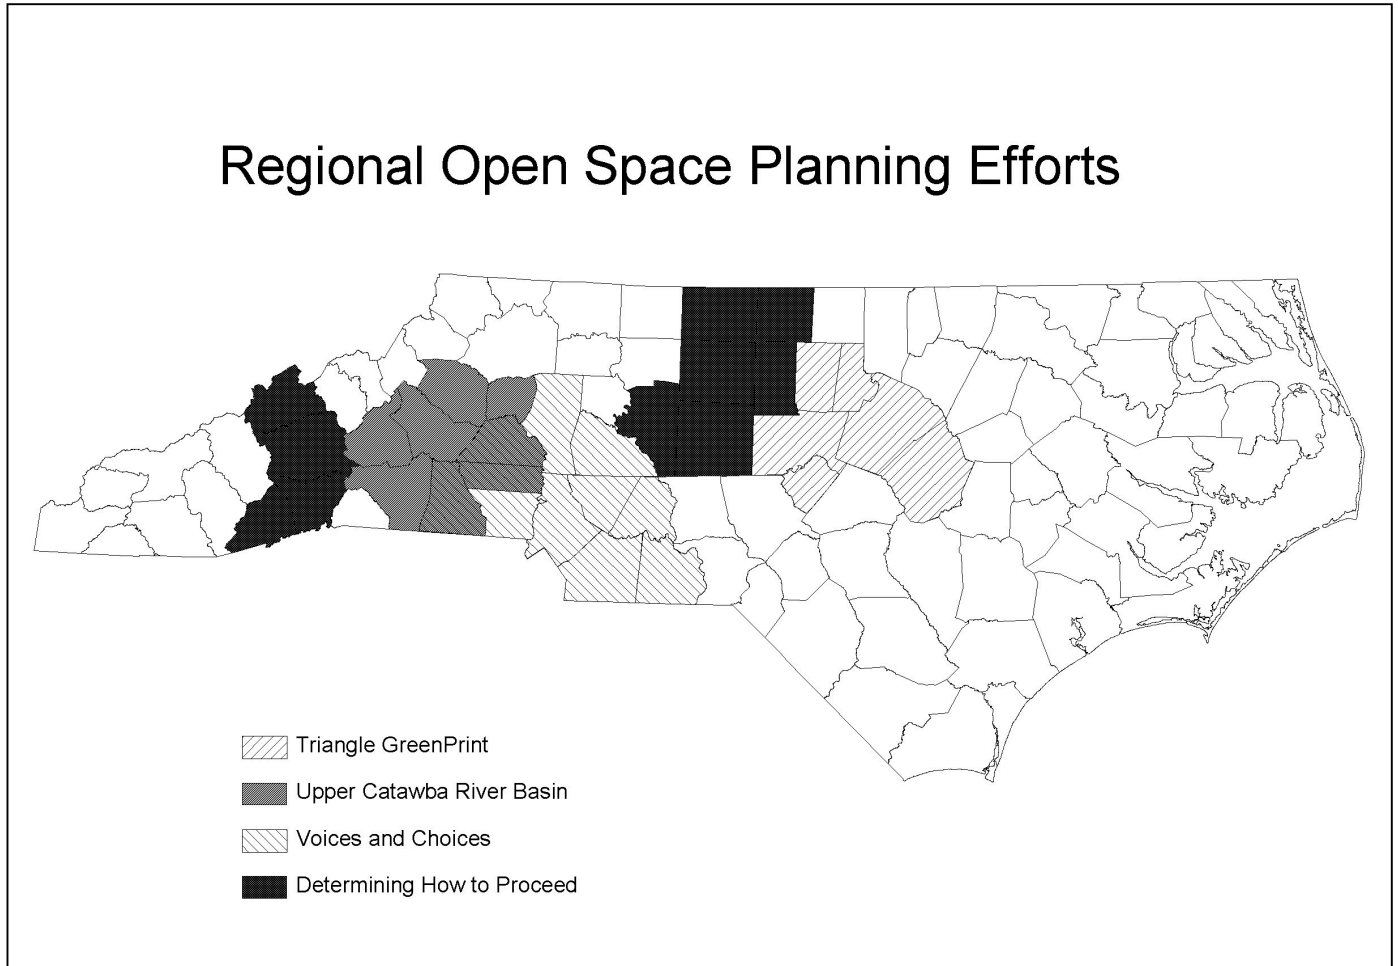 Regional Open Space Planning Efforts
Triangle GreenPrint
Upper Catawba River Basin
Voices and Choices
Determining How to Proceed